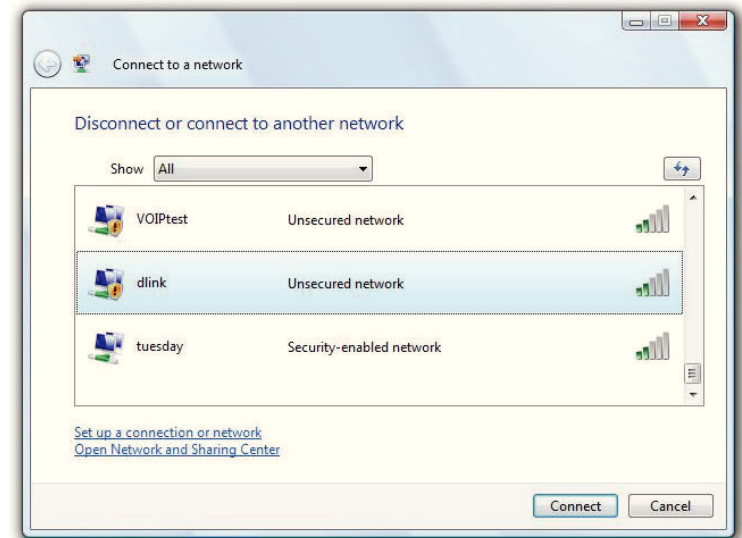 Connect to a network
Disconnect or connect to another network
Show All
VOIPtest Unsecured network
dlink Unsecured network
tuesday Security-enabled network
Set up a connection or network
Open Network and Sharing Center
Connect Cancel